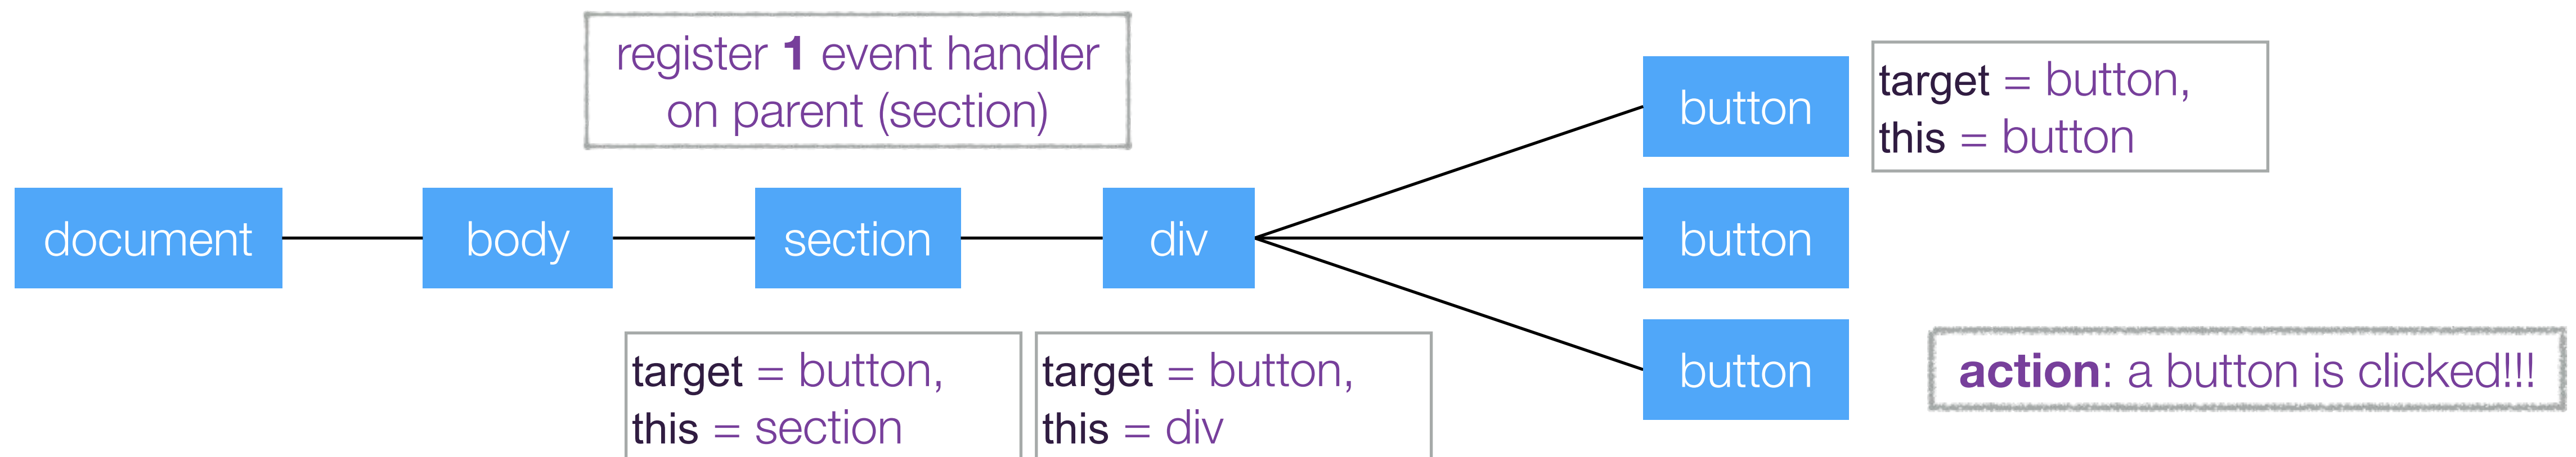 register 1 event handler
on parent (section)
button
target = button,
this = button
document
body
section
div
button
target = button,
this = section
target = button,
this = div
button
action: a button is clicked!!!